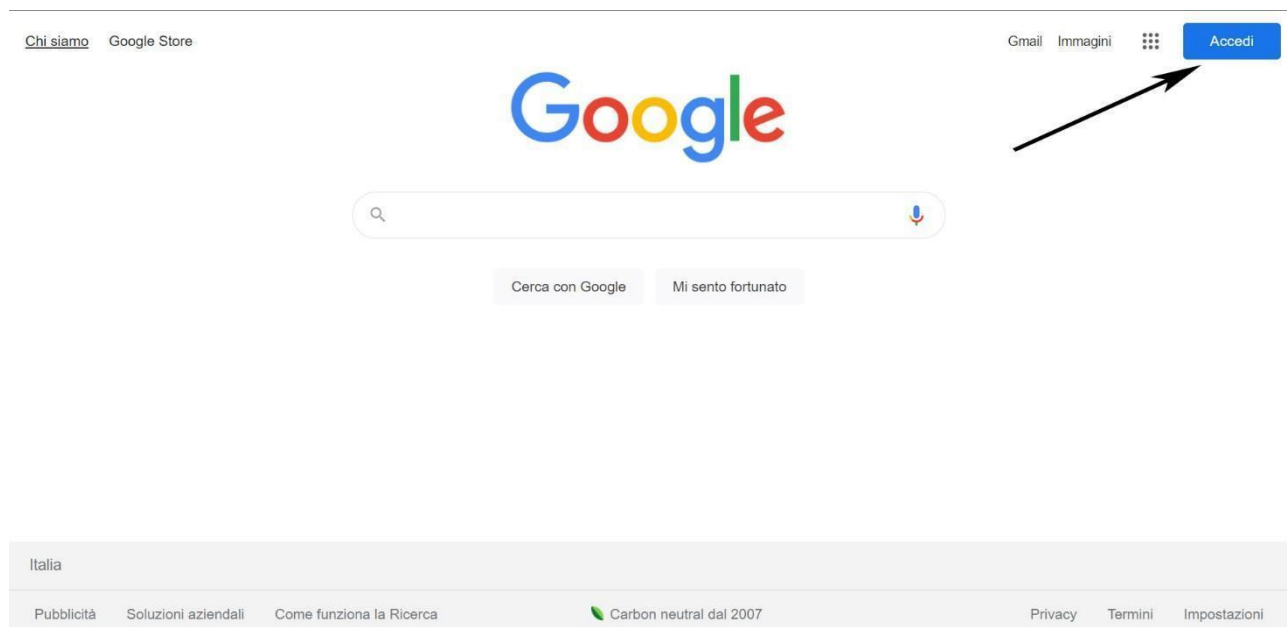 Chi siamo Google Store Gmail Immagini Accedi
Google
Cerca con Google Mi sento fortunato
Italia
Pubblicità Soluzioni aziendali Come funziona la Ricerca Carbon neutral dal 2007 Privacy Termini Impostazioni